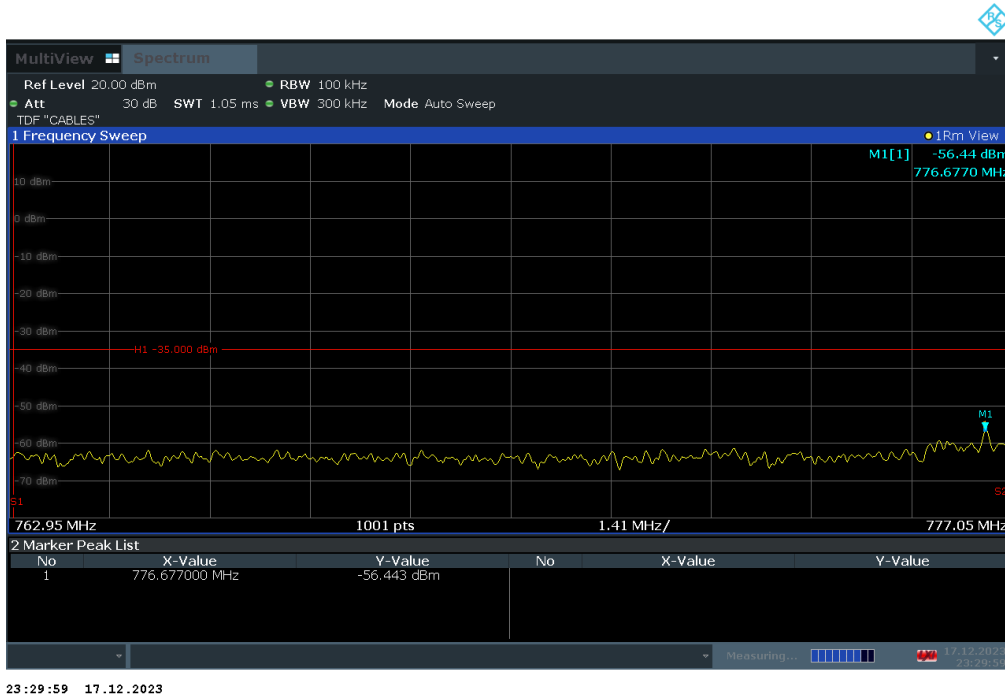 R S
MultiView Spectrum
Ref Level 20.00 dBm RBW 100 kHz
Att 30 dB SWT 1.05 ms VBW 300 kHz Mode Auto Sweep
TDF "CABLES"
1 Frequency Sweep 1Rm View
M1[1] -56.44 dBm
776.6770 MHz
10 dBm
0 dBm
-10 dBm
-20 dBm
-30 dBm
H1 -35.000 dBm
-40 dBm
-50 dBm
M1
-60 dBm
-70 dBm
S2
S1
762.95 MHz 1001 pts 1.41 MHz/ 777.05 MHz
2 Marker Peak List
No X-Value Y-Value No X-Value Y-Value
1 776.677000 MHz -56.443 dBm
Measuring... 17.12.2023
23:29:59
23:29:59 17.12.2023